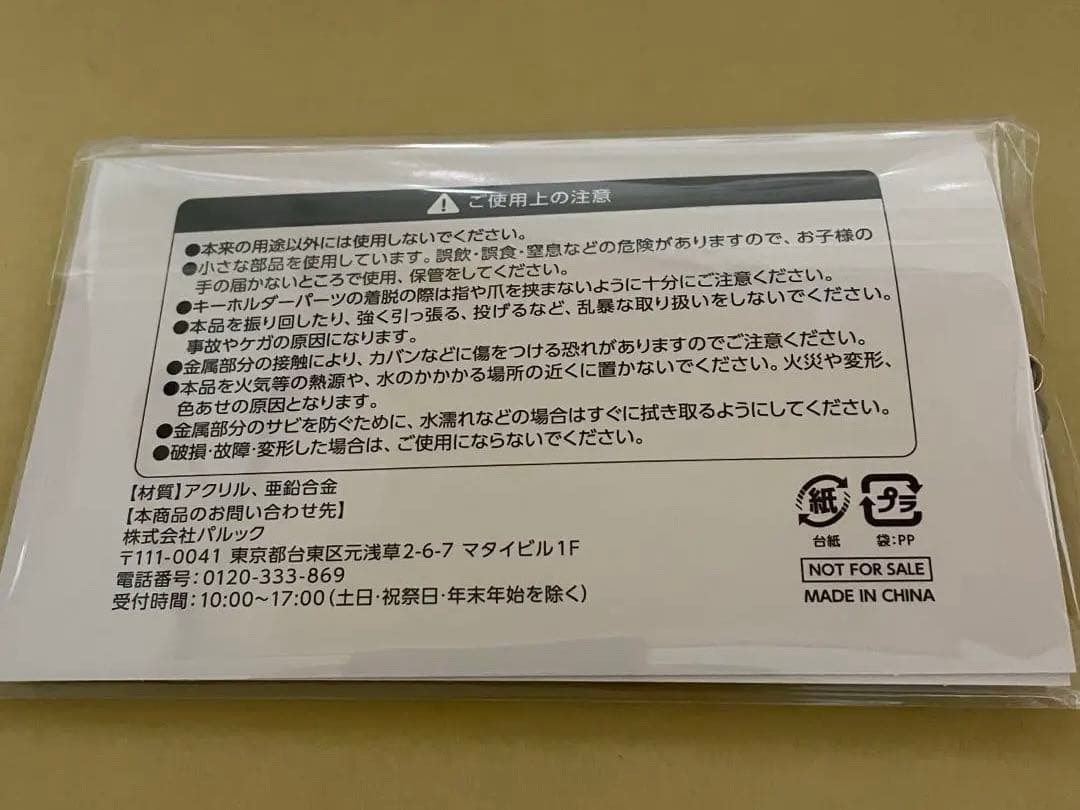 ご使用上の注意
●本来の用途以外には使用しないでください。
●小さな部品を使用しています。誤飲・誤食・窒息などの危険がありますので、お子様の
手の届かないところで使用、保管をしてください。
●キーホルダーパーツの着脱の際は指や爪を挟まないように十分にご注意ください。
●本品を振り回したり、強く引っ張る、投げるなど、乱暴な取り扱いをしないでください。
事故やケガの原因になります。
●金属部分の接触により、カバンなどに傷をつける恐れがありますのでご注意ください。
●本品を火気等の熱源や、水のかかかる場所の近くに置かないでください。火災や変形、
色あせの原因となります。
●金属部分のサビを防ぐために、水濡れなどの場合はすぐに拭き取るようにしてください。
●破損・故障・変形した場合は、ご使用にならないでください。
【材質】アクリル、亜鉛合金
【本商品のお問い合わせ先】
株式会社パルック
〒111-0041 東京都台東区元浅草2-6-7 マタイビル1F
電話番号：0120-333-869
受付時間：10:00～17:00（土日・祝祭日・年末年始を除く）
紙 プラ
台紙 袋：PP
NOT FOR SALE
MADE IN CHINA